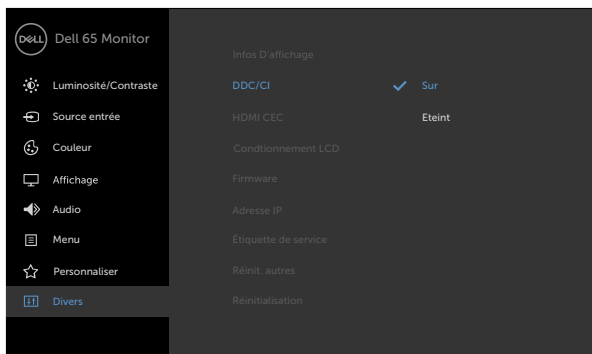 DELL Dell 65 Monitor
Luminosité/Contraste
Source entrée
Couleur
Affichage
Audio
Menu
Personnaliser
Divers
Infos D'affichage
DDC/CI
HDMI CEC
Condtionnement LCD
Firmware
Adresse IP
Étiquette de service
Réinit. autres
Réinitialisation
Sur
Eteint